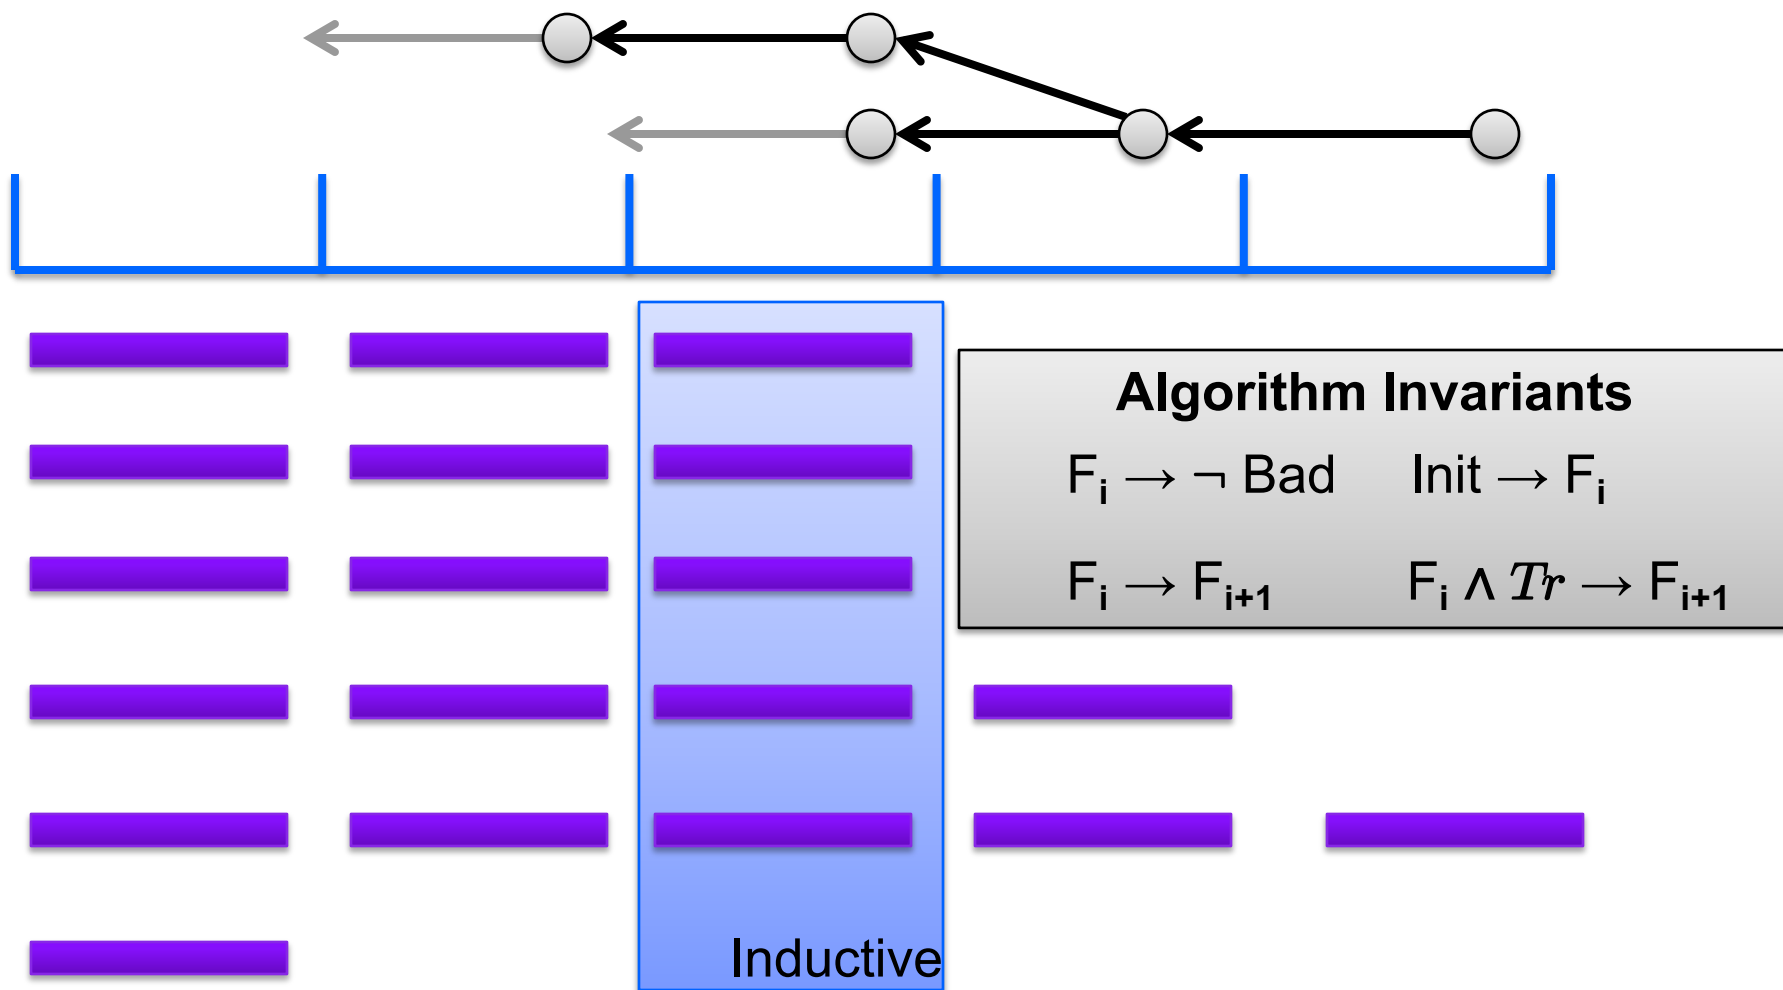 Algorithm Invariants
Fᵢ → ¬ Bad Init → Fᵢ
Fᵢ → Fᵢ₊₁ Fᵢ ∧ Tr → Fᵢ₊₁
Inductive